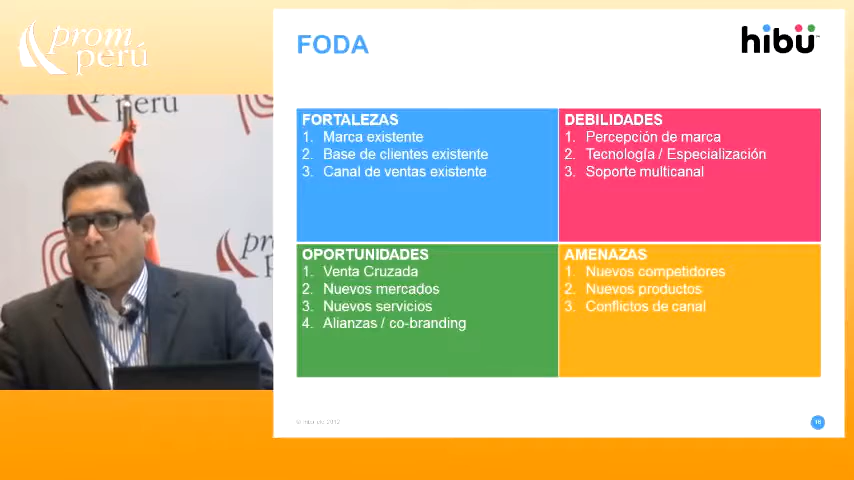 prom
perú
FODA
hibü
FORTALEZAS
1. Marca existente
2. Base de clientes existente
3. Canal de ventas existente
DEBILIDADES
1. Percepción de marca
2. Tecnología / Especialización
3. Soporte multicanal
OPORTUNIDADES
1. Venta Cruzada
2. Nuevos mercados
3. Nuevos servicios
4. Alianzas / co-branding
AMENAZAS
1. Nuevos competidores
2. Nuevos productos
3. Conflictos de canal
perú